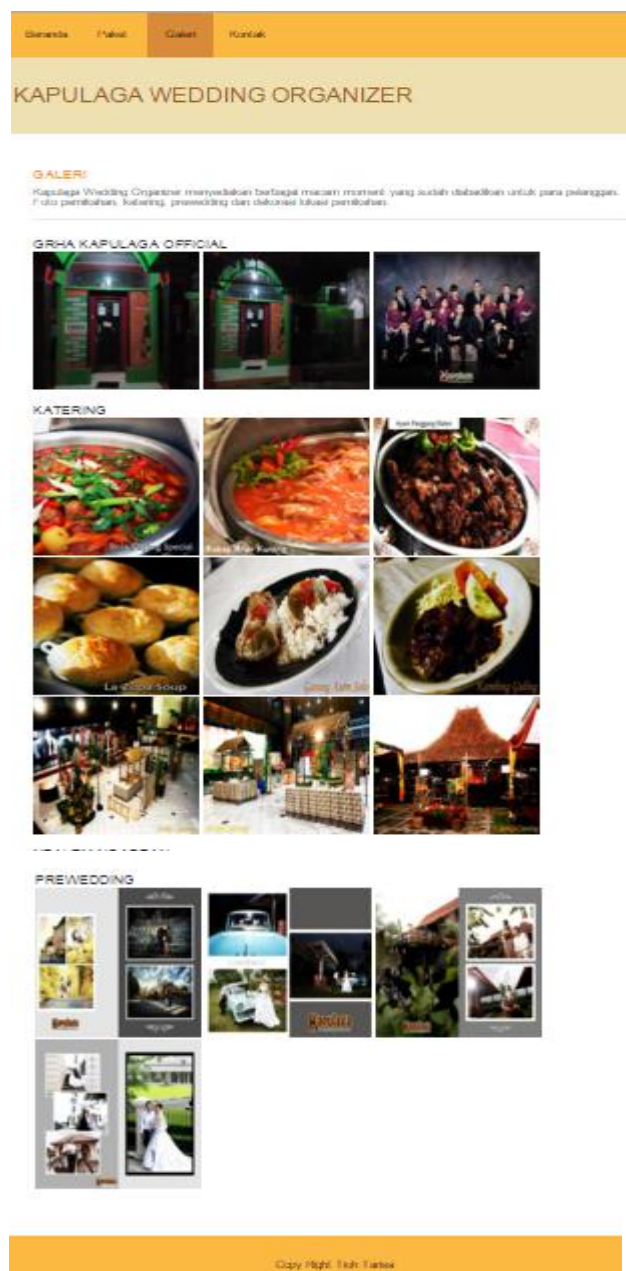 Beranda Paket Galeri Kontak
KAPULAGA WEDDING ORGANIZER
GALERI
Kapulaga Wedding Organizer menyediakan berbagai macam moment yang sudah diabadikan untuk para pelanggan.
Foto pernikahan, katering, prewedding dan dekorasi lokasi pernikahan.
GRHA KAPULAGA OFFICIAL
KATERING
Special
La-Zupa Soup
PREWEDDING
Copy Right